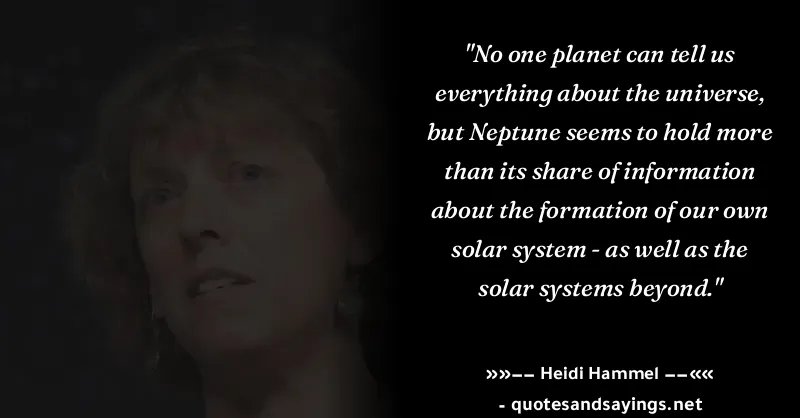 "No one planet can tell us
everything about the universe,
but Neptune seems to hold more
than its share of information
about the formation of our own
solar system - as well as the
solar systems beyond."
»»—— Heidi Hammel ——««
- quotesandsayings.net